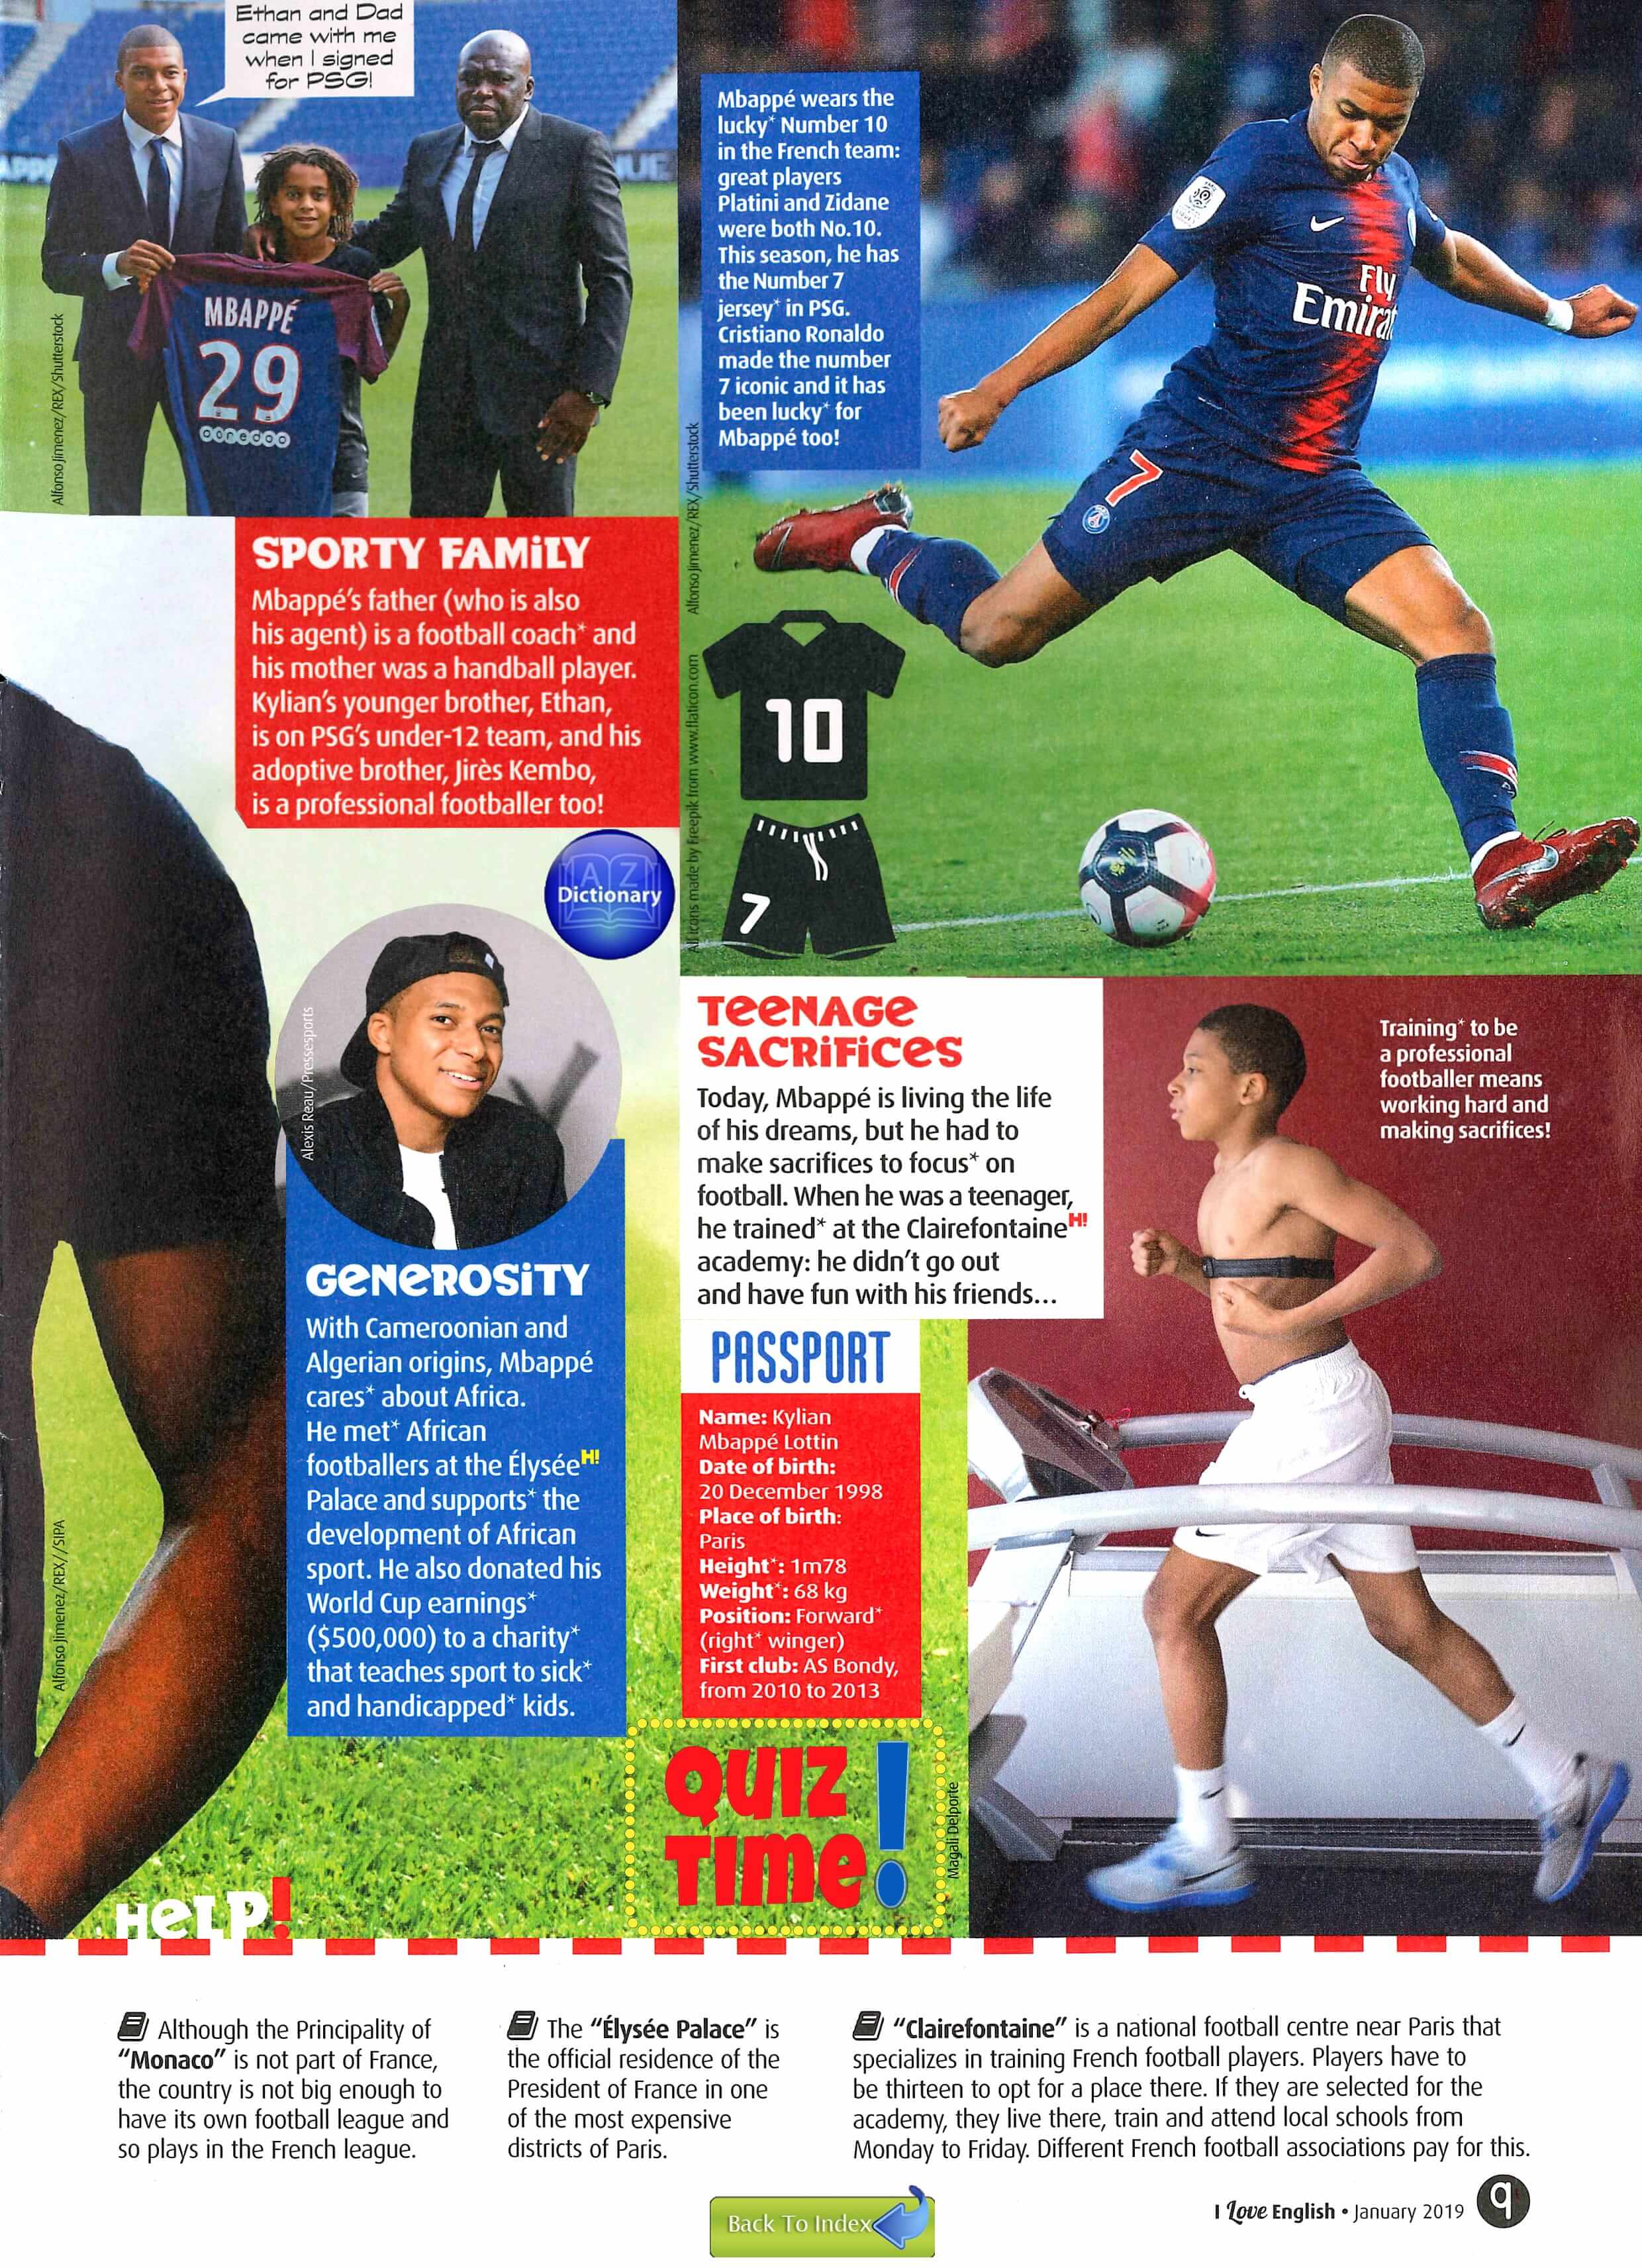 Ethan and Dad
came with me
when I signed
for PSG!
MBAPPÉ
29
ooredoo
Alfonso Jimenez/REX/Shutterstock
SPORTY FAMiLY
Mbappé's father (who is also
his agent) is a football coach* and
his mother was a handball player.
Kylian's younger brother, Ethan,
is on PSG's under-12 team, and his
adoptive brother, Jirès Kembo,
is a professional footballer too!
Mbappé wears the
lucky* Number 10
in the French team:
great players
Platini and Zidane
were both No.10.
This season, he has
the Number 7
jersey* in PSG.
Cristiano Ronaldo
made the number
7 iconic and it has
been lucky* for
Mbappé too!
Fly
Emirat
7
Alfonso Jimenez/REX/Shutterstock
10
7
All icons made by Freepik from www.flaticon.com
A Z
Dictionary
Alexis Reau/Pressesports
GENEROSiTY
With Cameroonian and
Algerian origins, Mbappé
cares* about Africa.
He met* African
footballers at the ÉlyséeH!
Palace and supports* the
development of African
sport. He also donated his
World Cup earnings*
($500,000) to a charity*
that teaches sport to sick*
and handicapped* kids.
Alfonso Jimenez/REX//SIPA
TEENAGE
SACRiFiCES
Today, Mbappé is living the life
of his dreams, but he had to
make sacrifices to focus* on
football. When he was a teenager,
he trained* at the ClairefontaineH!
academy: he didn't go out
and have fun with his friends...
Training* to be
a professional
footballer means
working hard and
making sacrifices!
PASSPORT
Name: Kylian
Mbappé Lottin
Date of birth:
20 December 1998
Place of birth:
Paris
Height*: 1m78
Weight*: 68 kg
Position: Forward*
(right* winger)
First club: AS Bondy,
from 2010 to 2013
QUIZ
TIME!
Magali Delporte
HELP!
Although the Principality of
"Monaco" is not part of France,
the country is not big enough to
have its own football league and
so plays in the French league.
The "Élysée Palace" is
the official residence of the
President of France in one
of the most expensive
districts of Paris.
"Clairefontaine" is a national football centre near Paris that
specializes in training French football players. Players have to
be thirteen to opt for a place there. If they are selected for the
academy, they live there, train and attend local schools from
Monday to Friday. Different French football associations pay for this.
Back To Index
I Love English • January 2019 9